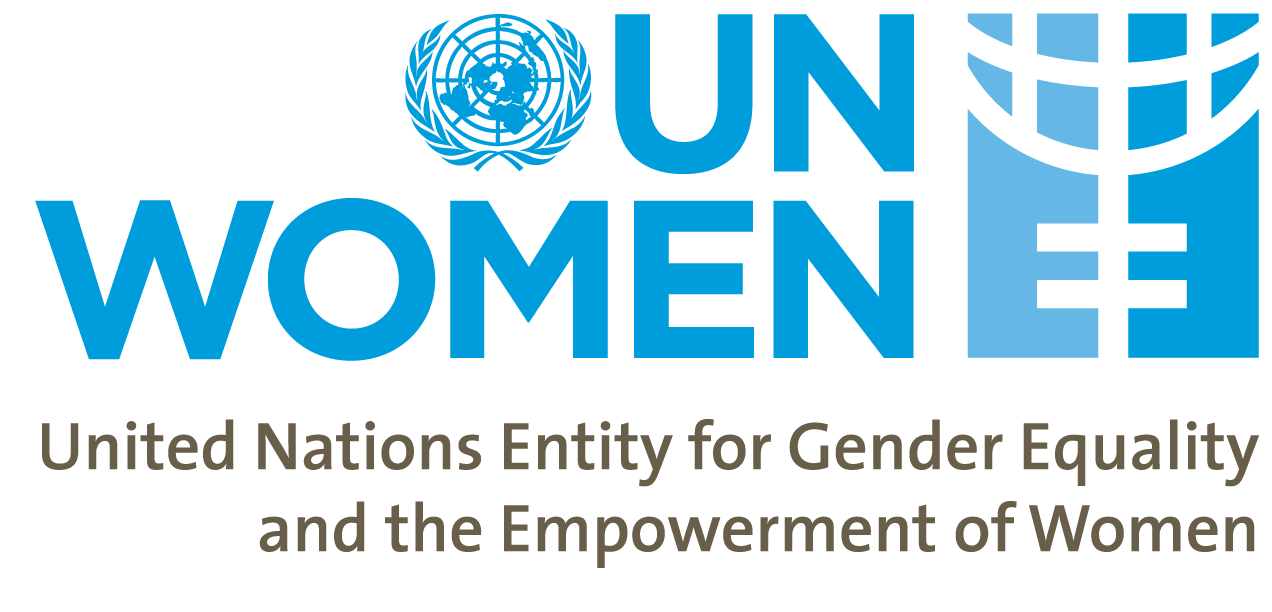 UN
WOMEN
United Nations Entity for Gender Equality
and the Empowerment of Women